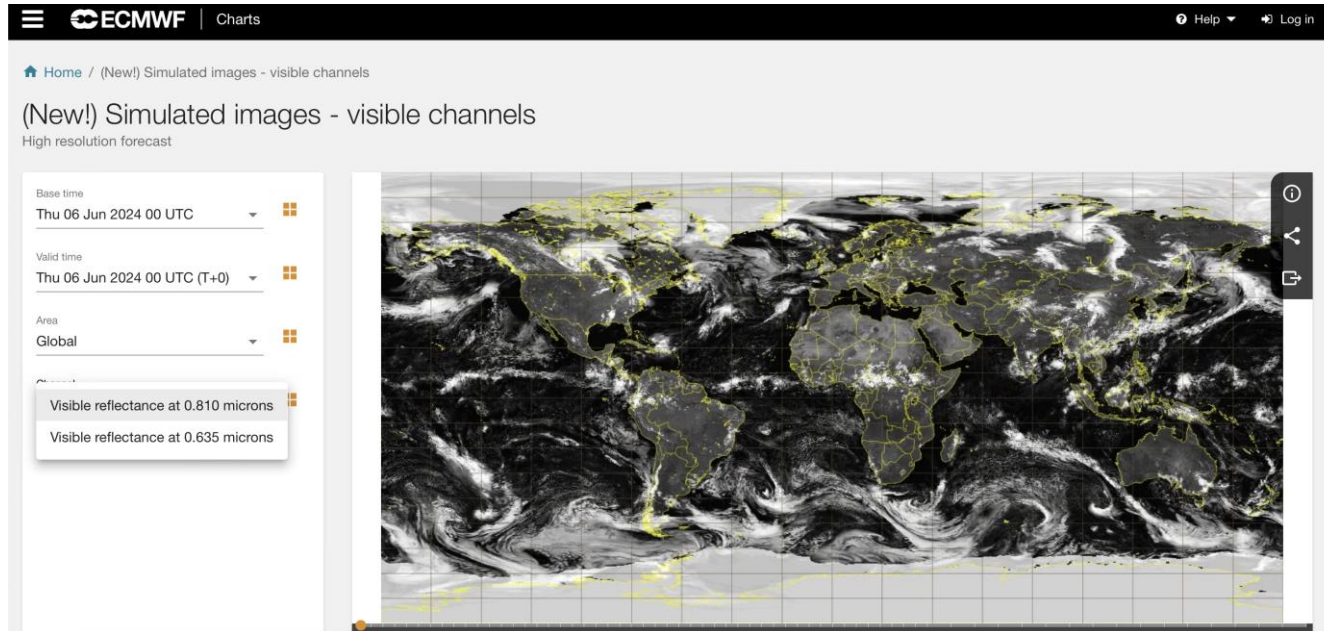 ECMWF | Charts
Help
Log in
Home / (New!) Simulated images - visible channels
(New!) Simulated images - visible channels
High resolution forecast
Base time
Thu 06 Jun 2024 00 UTC
Valid time
Thu 06 Jun 2024 00 UTC (T+0)
Area
Global
Channel
Visible reflectance at 0.810 microns
Visible reflectance at 0.635 microns